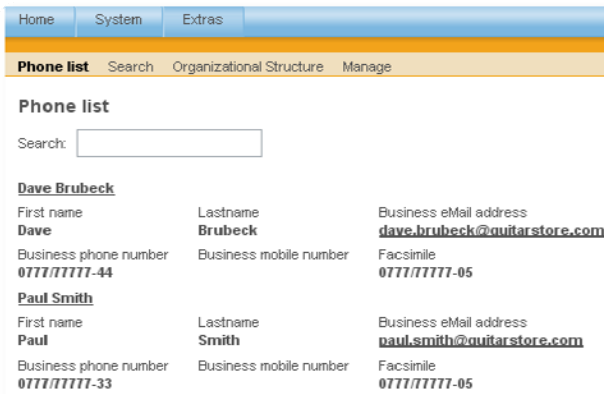 Home System Extras
Phone list Search Organizational Structure Manage
Phone list
Search:
Dave Brubeck
First name Lastname Business eMail address
Dave Brubeck dave.brubeck@guitarstore.com
Business phone number Business mobile number Facsimile
0777/77777-44 0777/77777-05
Paul Smith
First name Lastname Business eMail address
Paul Smith paul.smith@guitarstore.com
Business phone number Business mobile number Facsimile
0777/77777-33 0777/77777-05